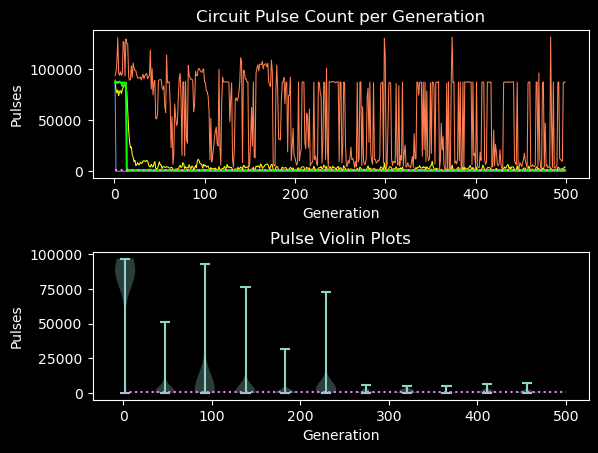 Circuit Pulse Count per Generation
100000
50000
0
Pulses
0 100 200 300 400 500
Generation
Pulse Violin Plots
100000
75000
50000
25000
0
Pulses
0 100 200 300 400 500
Generation